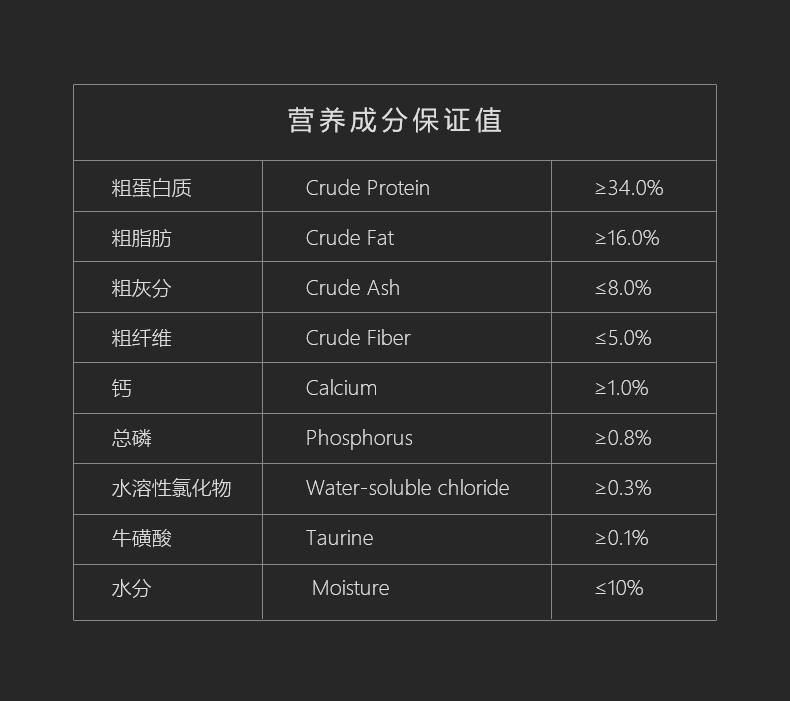 营养成分保证值
粗蛋白质 Crude Protein ≥34.0%
粗脂肪 Crude Fat ≥16.0%
粗灰分 Crude Ash ≤8.0%
粗纤维 Crude Fiber ≤5.0%
钙 Calcium ≥1.0%
总磷 Phosphorus ≥0.8%
水溶性氯化物 Water-soluble chloride ≥0.3%
牛磺酸 Taurine ≥0.1%
水分 Moisture ≤10%